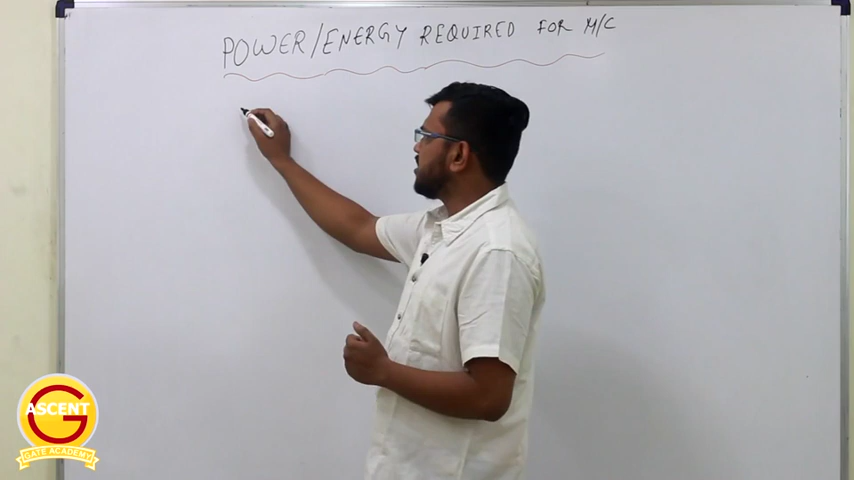 POWER/ENERGY REQUIRED FOR M/C
ASCENT
G
GATE ACADEMY